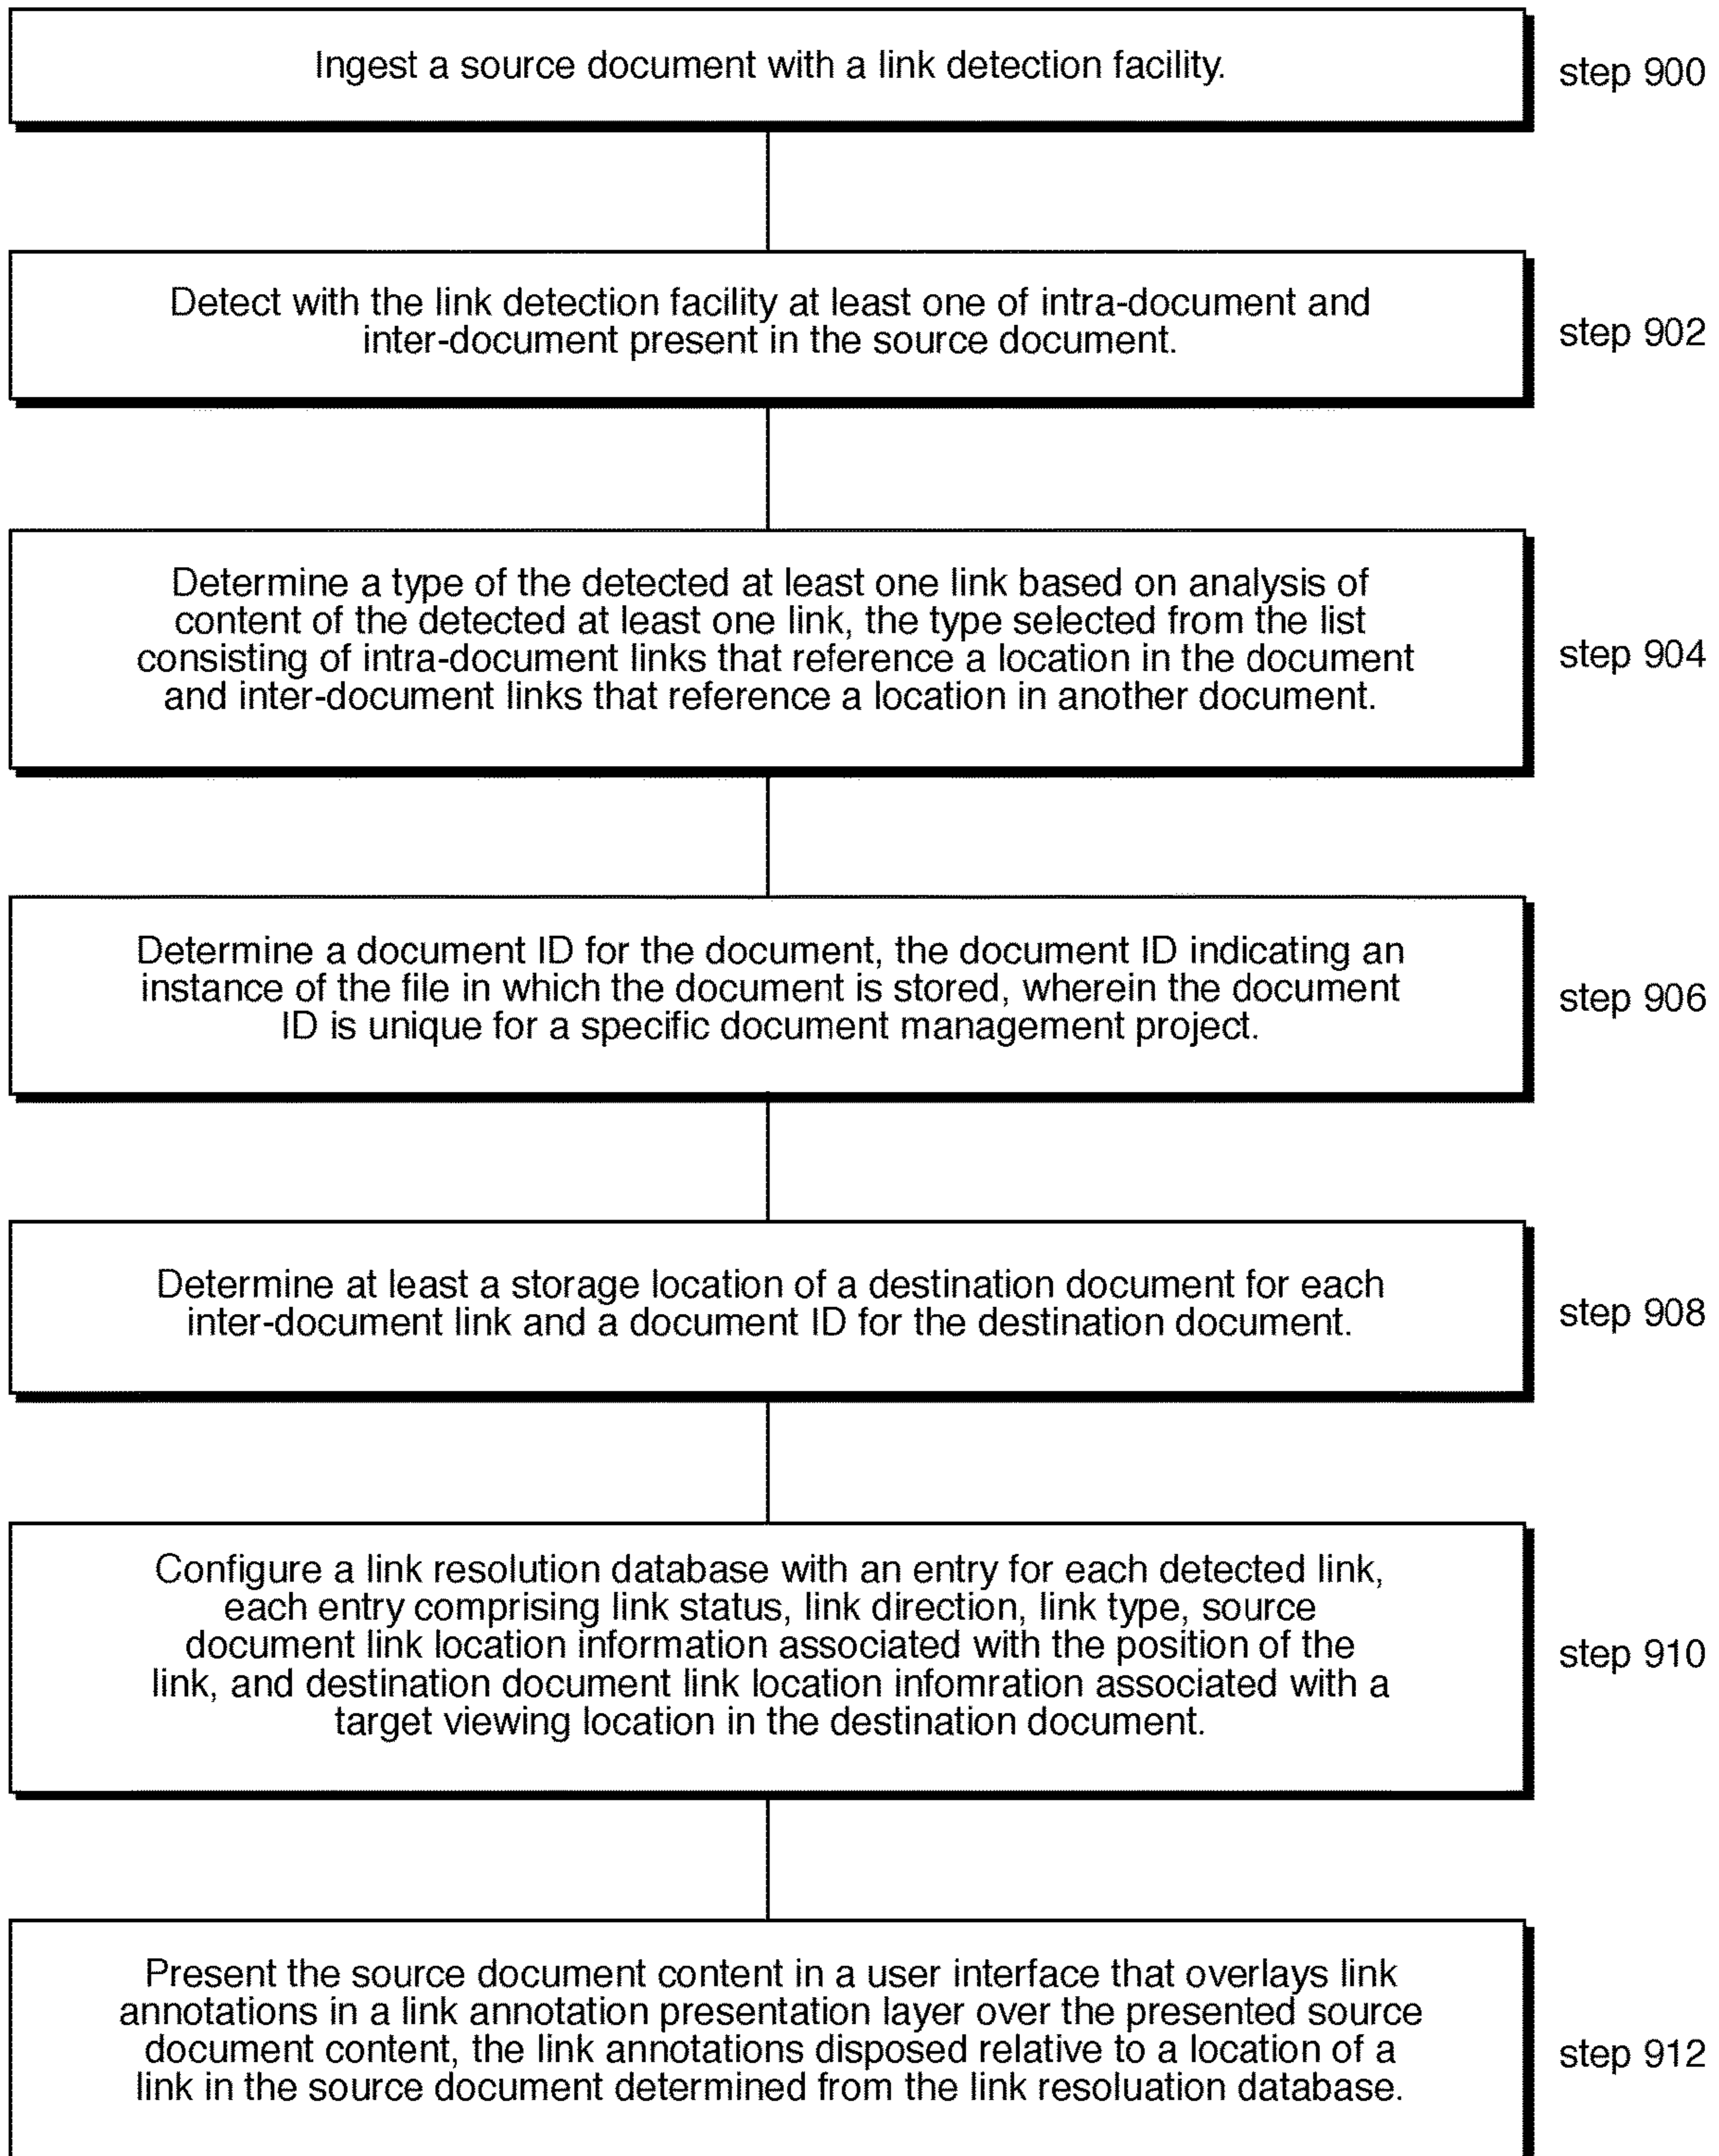 Ingest a source document with a link detection facility.
step 900
Detect with the link detection facility at least one of intra-document and
inter-document present in the source document.
step 902
Determine a type of the detected at least one link based on analysis of
content of the detected at least one link, the type selected from the list
consisting of intra-document links that reference a location in the document
and inter-document links that reference a location in another document.
step 904
Determine a document ID for the document, the document ID indicating an
instance of the file in which the document is stored, wherein the document
ID is unique for a specific document management project.
step 906
Determine at least a storage location of a destination document for each
inter-document link and a document ID for the destination document.
step 908
Configure a link resolution database with an entry for each detected link,
each entry comprising link status, link direction, link type, source
document link location information associated with the position of the
link, and destination document link location infomration associated with a
target viewing location in the destination document.
step 910
Present the source document content in a user interface that overlays link
annotations in a link annotation presentation layer over the presented source
document content, the link annotations disposed relative to a location of a
link in the source document determined from the link resoluation database.
step 912